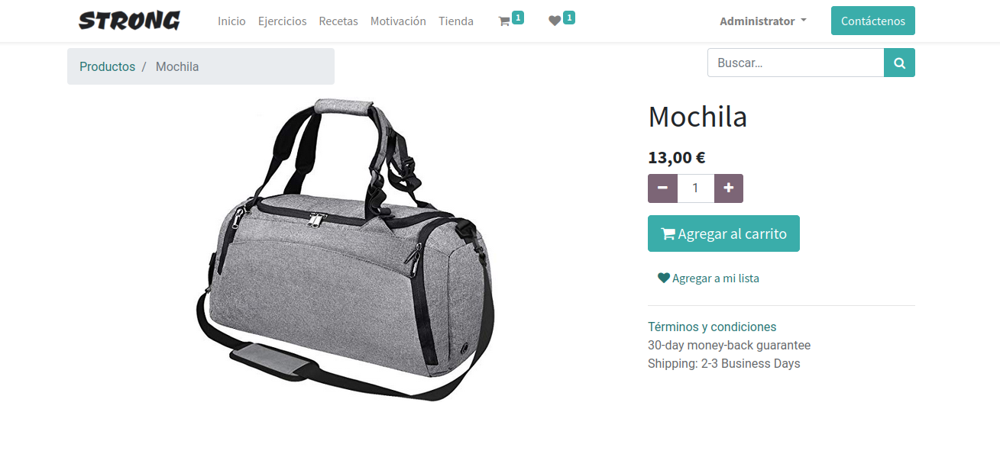 STRONG
Inicio Ejercicios Recetas Motivación Tienda 1 1 Administrator Contáctenos
Productos / Mochila
Buscar...
Mochila
13,00 €
1
Agregar al carrito
Agregar a mi lista
Términos y condiciones
30-day money-back guarantee
Shipping: 2-3 Business Days